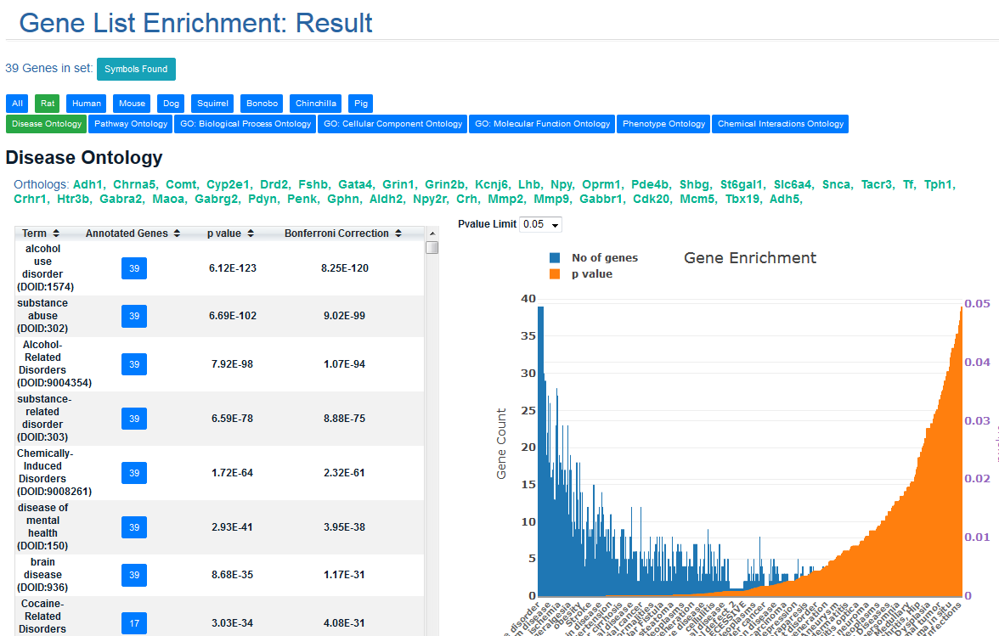 Gene List Enrichment: Result
39 Genes in set: Symbols Found
All Rat Human Mouse Dog Squirrel Bonobo Chinchilla Pig
Disease Ontology Pathway Ontology GO: Biological Process Ontology GO: Cellular Component Ontology GO: Molecular Function Ontology Phenotype Ontology Chemical Interactions Ontology
Disease Ontology
Orthologs: Adh1, Chrna5, Comt, Cyp2e1, Drd2, Fshb, Gata4, Grin1, Grin2b, Kcnj6, Lhb, Npy, Oprm1, Pde4b, Shbg, St6gal1, Slc6a4, Snca, Tacr3, Tf, Tph1,
Crhr1, Htr3b, Gabra2, Maoa, Gabrg2, Pdyn, Penk, Gphn, Aldh2, Npy2r, Crh, Mmp2, Mmp9, Gabbr1, Cdk20, Mcm5, Tbx19, Adh5,
Term Annotated Genes p value Bonferroni Correction
alcohol
use
disorder
(DOID:1574)
39 6.12E-123 8.25E-120
substance
abuse
(DOID:302)
39 6.69E-102 9.02E-99
Alcohol-
Related
Disorders
(DOID:9004354)
39 7.92E-98 1.07E-94
substance-
related
disorder
(DOID:303)
39 6.59E-78 8.88E-75
Chemically-
Induced
Disorders
(DOID:9008261)
39 1.72E-64 2.32E-61
disease of
mental
health
(DOID:150)
39 2.93E-41 3.95E-38
brain
disease
(DOID:936)
39 8.68E-35 1.17E-31
Cocaine-
Related
Disorders
17 3.03E-34 4.08E-31
Pvalue Limit 0.05
No of genes
p value
Gene Enrichment
Gene Count
40
35
30
25
20
15
10
5
0
0.05
0.04
0.03
0.02
0.01
0